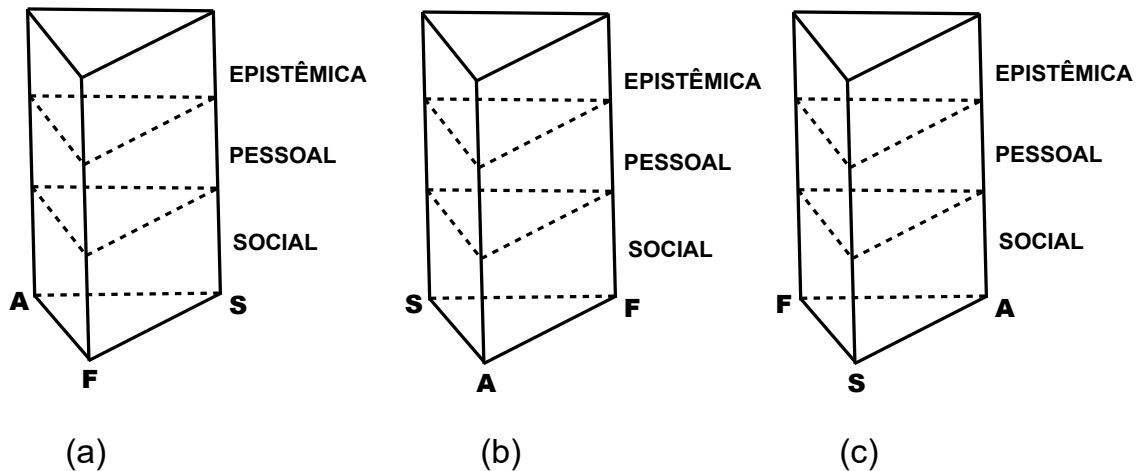 EPISTÊMICA
PESSOAL
SOCIAL
A
S
F
(a)
EPISTÊMICA
PESSOAL
SOCIAL
S
F
A
(b)
EPISTÊMICA
PESSOAL
SOCIAL
F
A
S
(c)